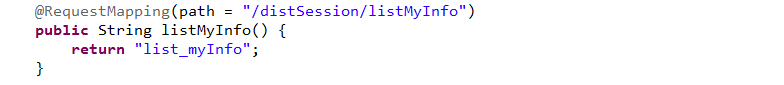 @RequestMapping(path = "/distSession/listMyInfo")
public String listMyInfo() {
    return "list_myInfo";
}